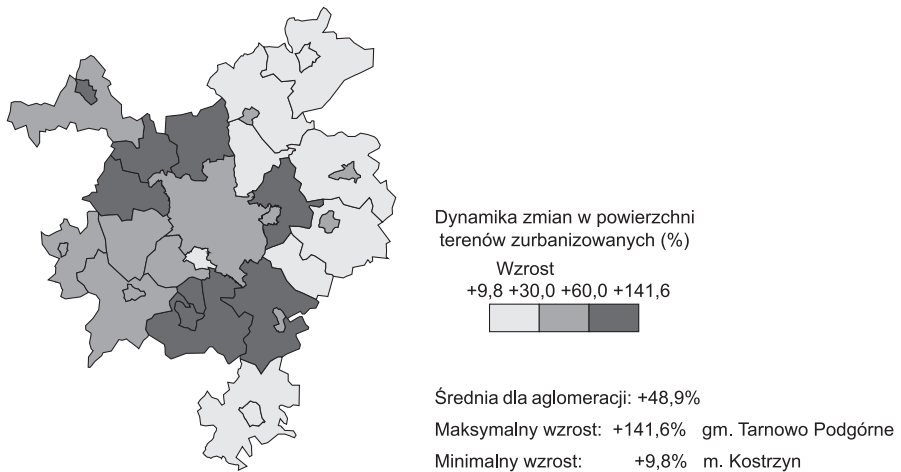 Dynamika zmian w powierzchni
terenów zurbanizowanych (%)
Wzrost
+9,8 +30,0 +60,0 +141,6
Średnia dla aglomeracji: +48,9%
Maksymalny wzrost: +141,6% gm. Tarnowo Podgórne
Minimalny wzrost: +9,8% m. Kostrzyn